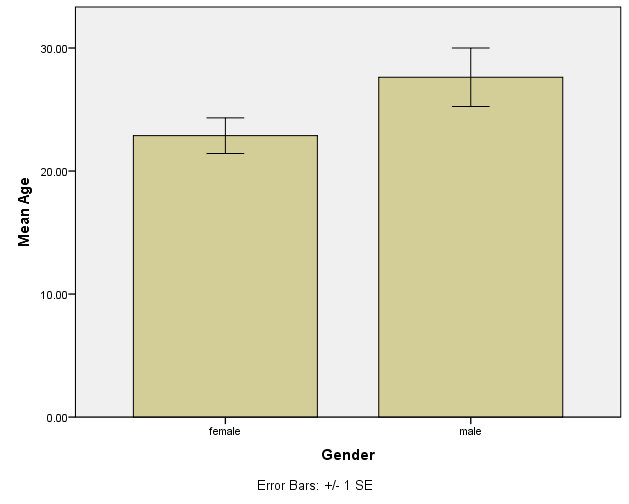 30.00
20.00
10.00
0.00
Mean Age
female
male
Gender
Error Bars: +/- 1 SE